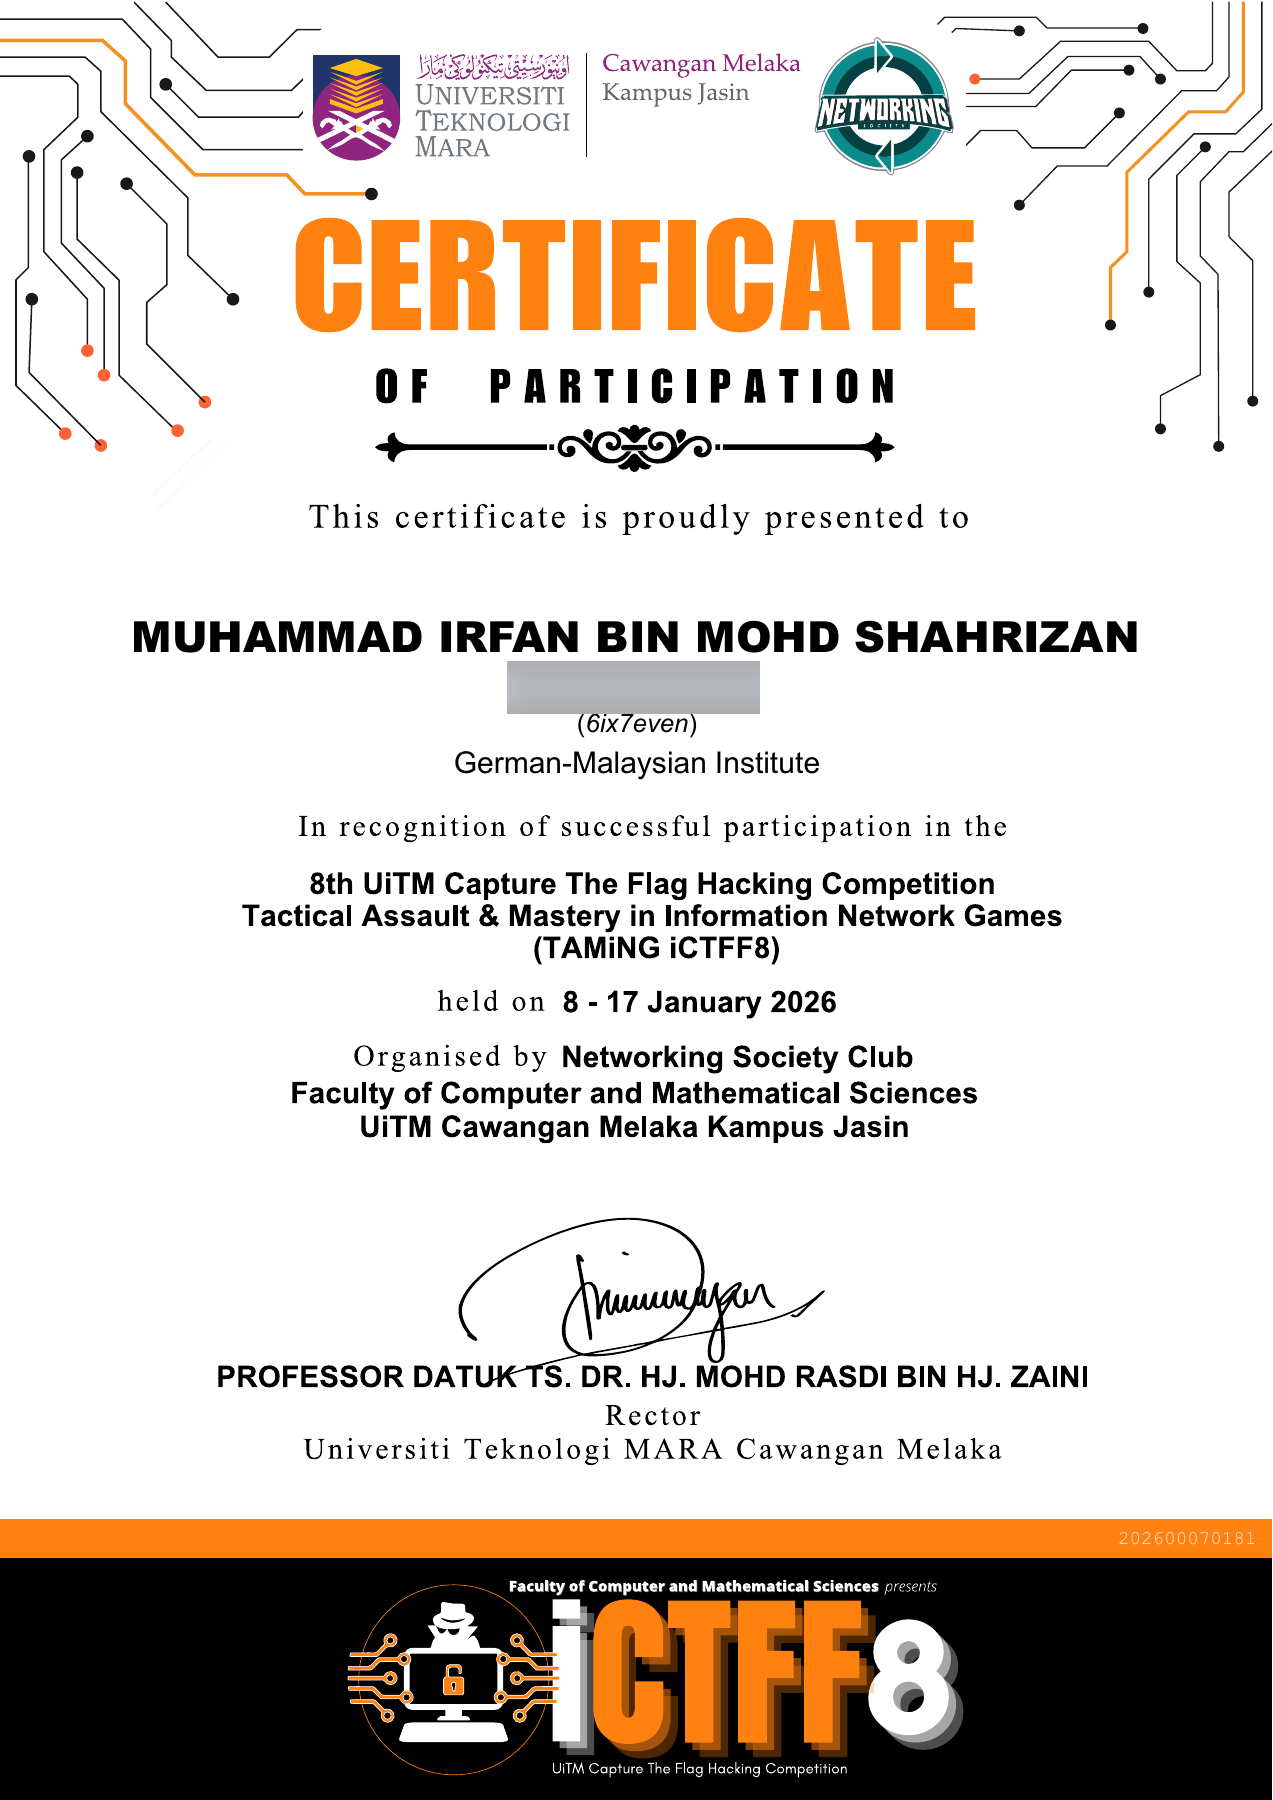 اونيۏرسيتي تيكنولوݢي مارا
UNIVERSITI
TEKNOLOGI
MARA
Cawangan Melaka
Kampus Jasin
NETWORKING
SOCIETY
CERTIFICATE
OF PARTICIPATION
This certificate is proudly presented to
MUHAMMAD IRFAN BIN MOHD SHAHRIZAN
(6ix7even)
German-Malaysian Institute
In recognition of successful participation in the
8th UiTM Capture The Flag Hacking Competition
Tactical Assault & Mastery in Information Network Games
(TAMiNG iCTFF8)
held on 8 - 17 January 2026
Organised by Networking Society Club
Faculty of Computer and Mathematical Sciences
UiTM Cawangan Melaka Kampus Jasin
PROFESSOR DATUK TS. DR. HJ. MOHD RASDI BIN HJ. ZAINI
Rector
Universiti Teknologi MARA Cawangan Melaka
202600070181
Faculty of Computer and Mathematical Sciences presents
iCTFF8
UiTM Capture The Flag Hacking Competition